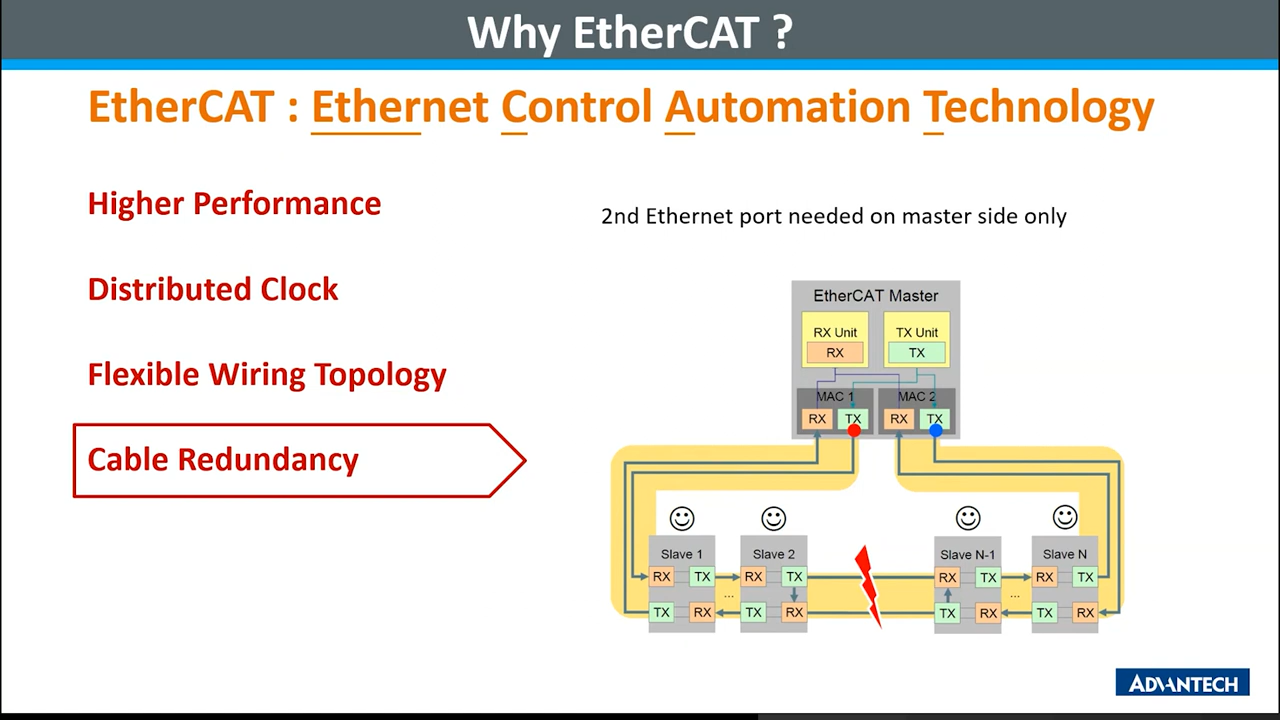 Why EtherCAT ?
EtherCAT : Ethernet Control Automation Technology
Higher Performance
Distributed Clock
Flexible Wiring Topology
Cable Redundancy
2nd Ethernet port needed on master side only
EtherCAT Master
RX Unit TX Unit
RX TX
MAC 1 MAC 2
RX TX RX TX
Slave 1 Slave 2 Slave N-1 Slave N
RX TX RX TX RX TX RX TX
... ...
TX RX TX RX TX RX TX RX
ADVANTECH